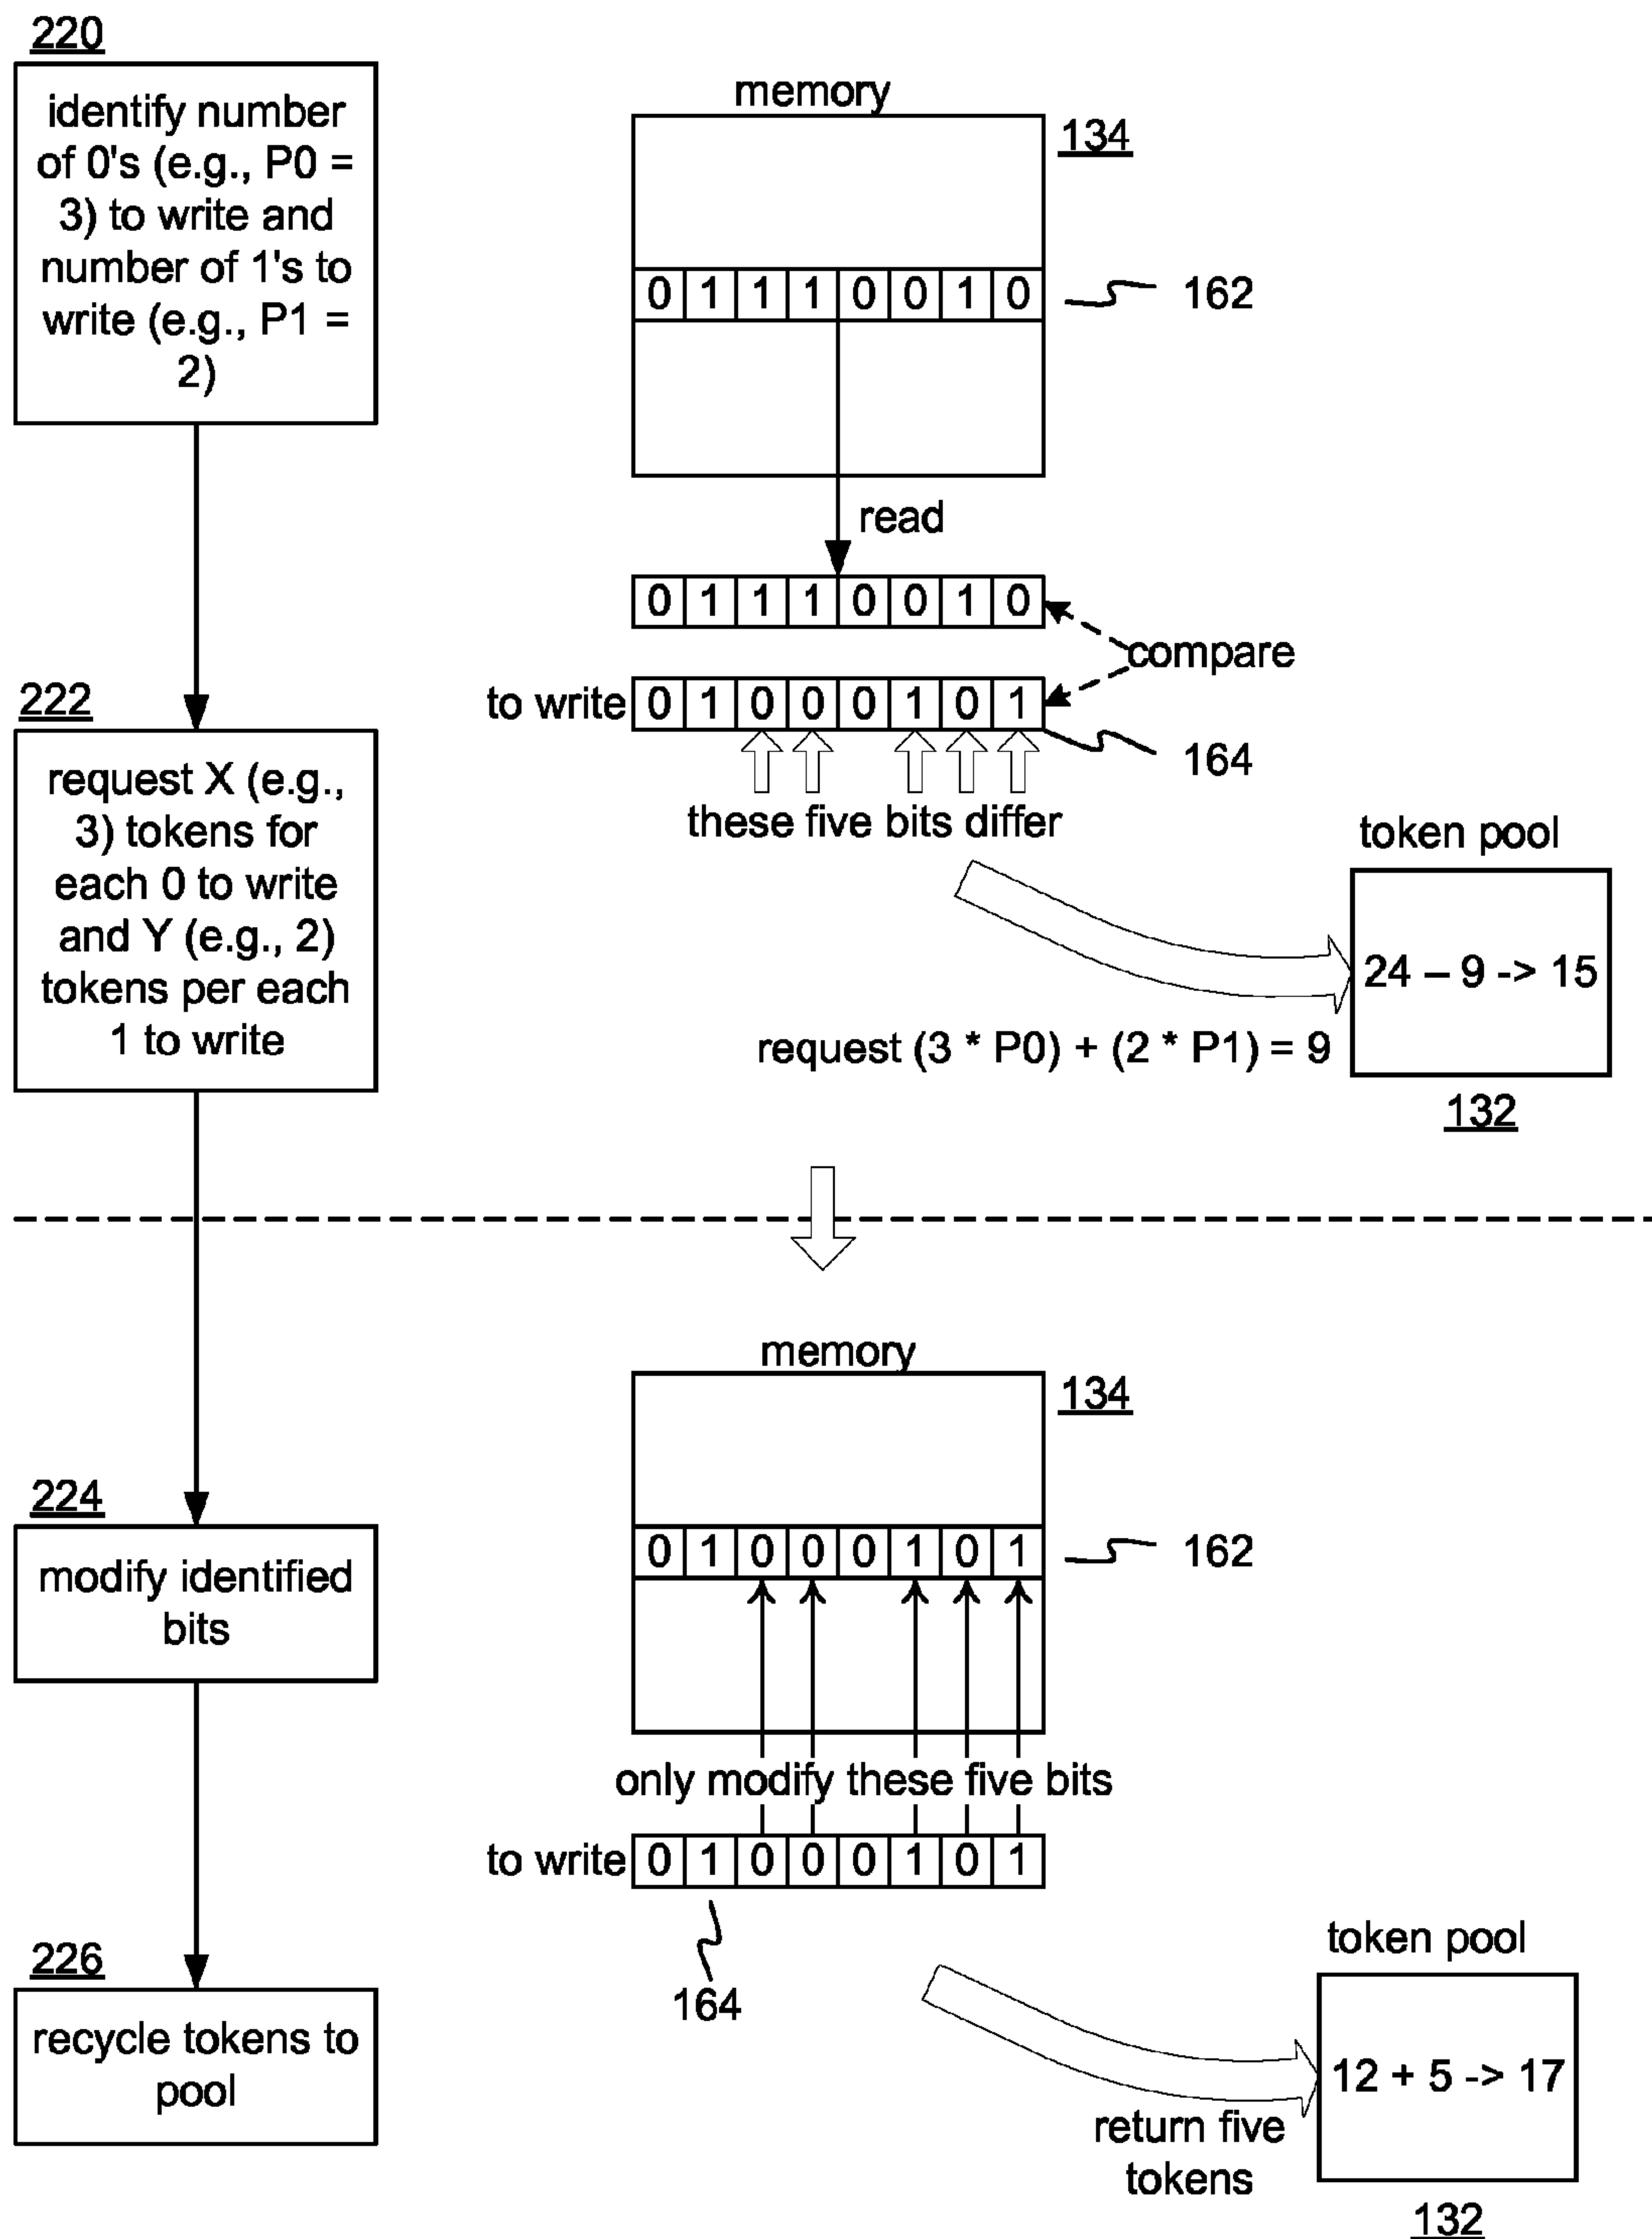 220
identify number
of 0's (e.g., P0 =
3) to write and
number of 1's to
write (e.g., P1 =
2)
memory
134
0 1 1 1 0 0 1 0
162
read
0 1 1 1 0 0 1 0
compare
to write 0 1 0 0 0 1 0 1
164
these five bits differ
222
request X (e.g.,
3) tokens for
each 0 to write
and Y (e.g., 2)
tokens per each
1 to write
token pool
24 – 9 -> 15
request (3 * P0) + (2 * P1) = 9
132
memory
134
224
modify identified
bits
0 1 0 0 0 1 0 1
162
only modify these five bits
to write 0 1 0 0 0 1 0 1
164
226
recycle tokens to
pool
token pool
12 + 5 -> 17
return five
tokens
132